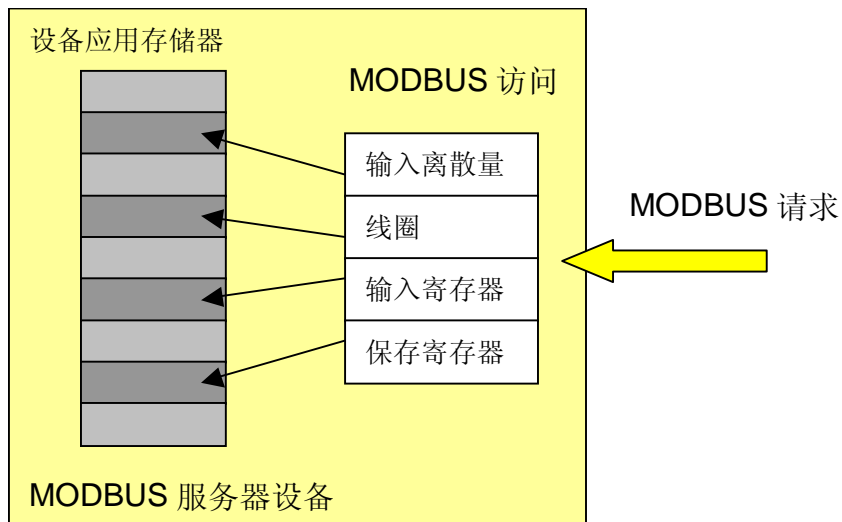 设备应用存储器
MODBUS 访问
输入离散量
线圈
输入寄存器
保存寄存器
MODBUS 请求
MODBUS 服务器设备